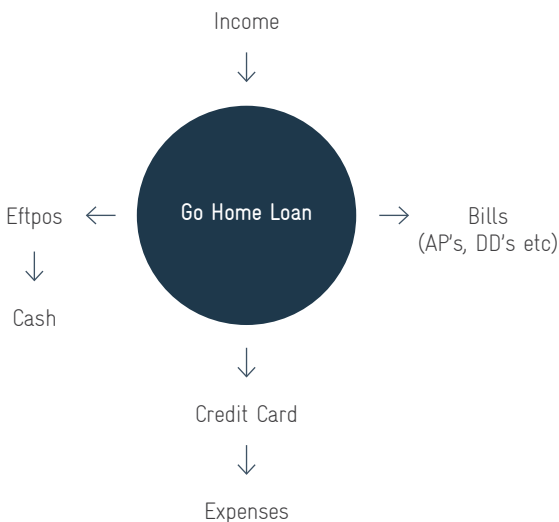 Income
Go Home Loan
Eftpos
Bills
(AP's, DD's etc)
Cash
Credit Card
Expenses